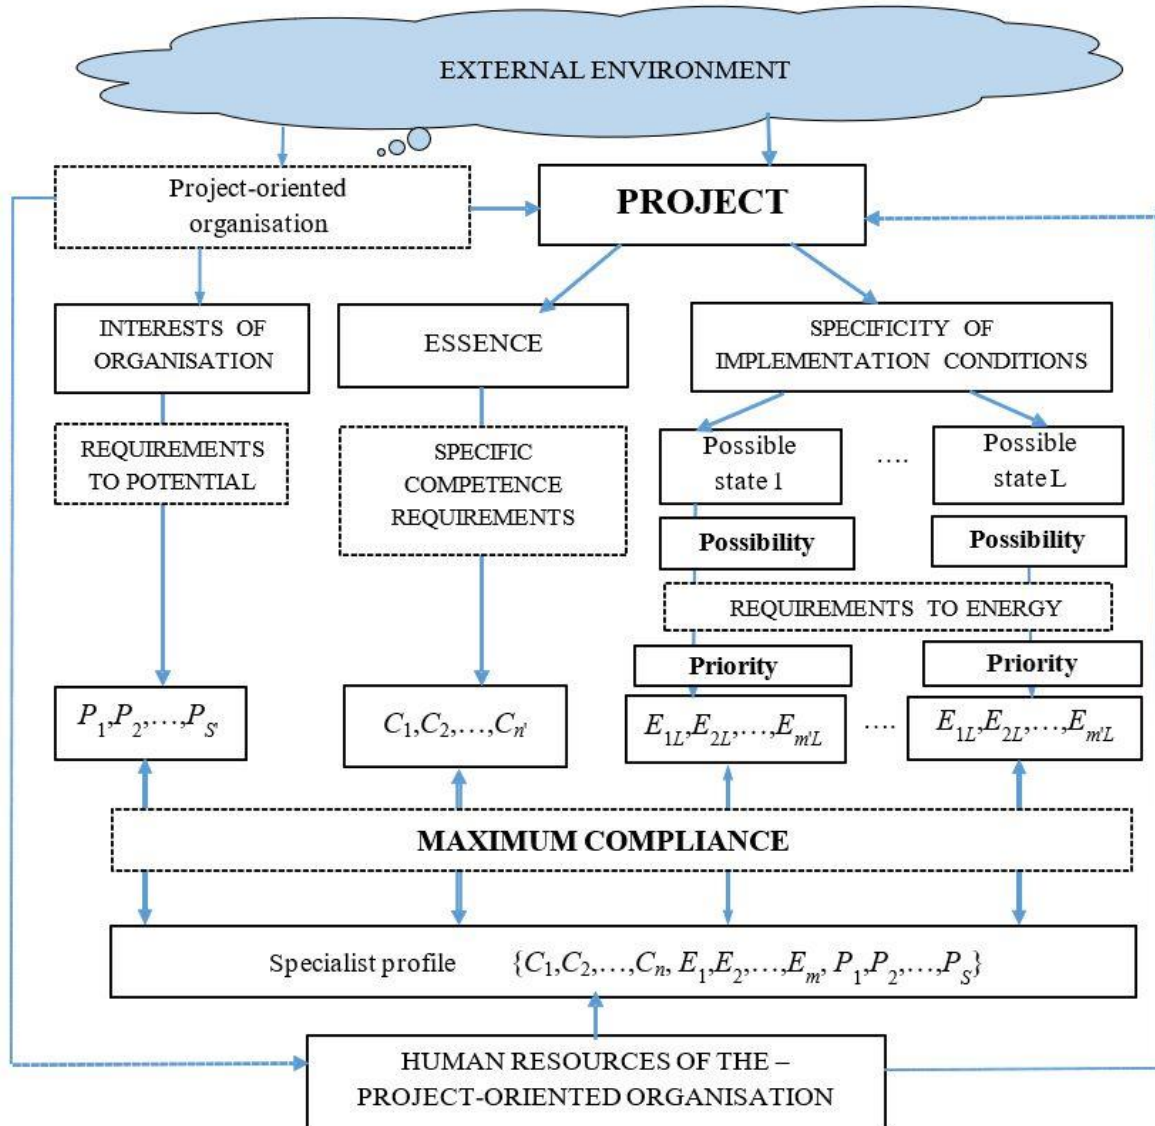 EXTERNAL ENVIRONMENT
Project-oriented
organisation
PROJECT
INTERESTS OF
ORGANISATION
ESSENCE
SPECIFICITY OF
IMPLEMENTATION CONDITIONS
REQUIREMENTS
TO POTENTIAL
SPECIFIC
COMPETENCE
REQUIREMENTS
Possible
state 1
....
Possible
state L
Possibility
Possibility
REQUIREMENTS TO ENERGY
Priority
Priority
P1,P2,…,PS'
C1,C2,…,Cn'
E1L,E2L,…,Em'L
....
E1L,E2L,…,Em'L
MAXIMUM COMPLIANCE
Specialist profile {C1,C2,…,Cn, E1,E2,…,Em, P1,P2,…,PS}
HUMAN RESOURCES OF THE –
PROJECT-ORIENTED ORGANISATION